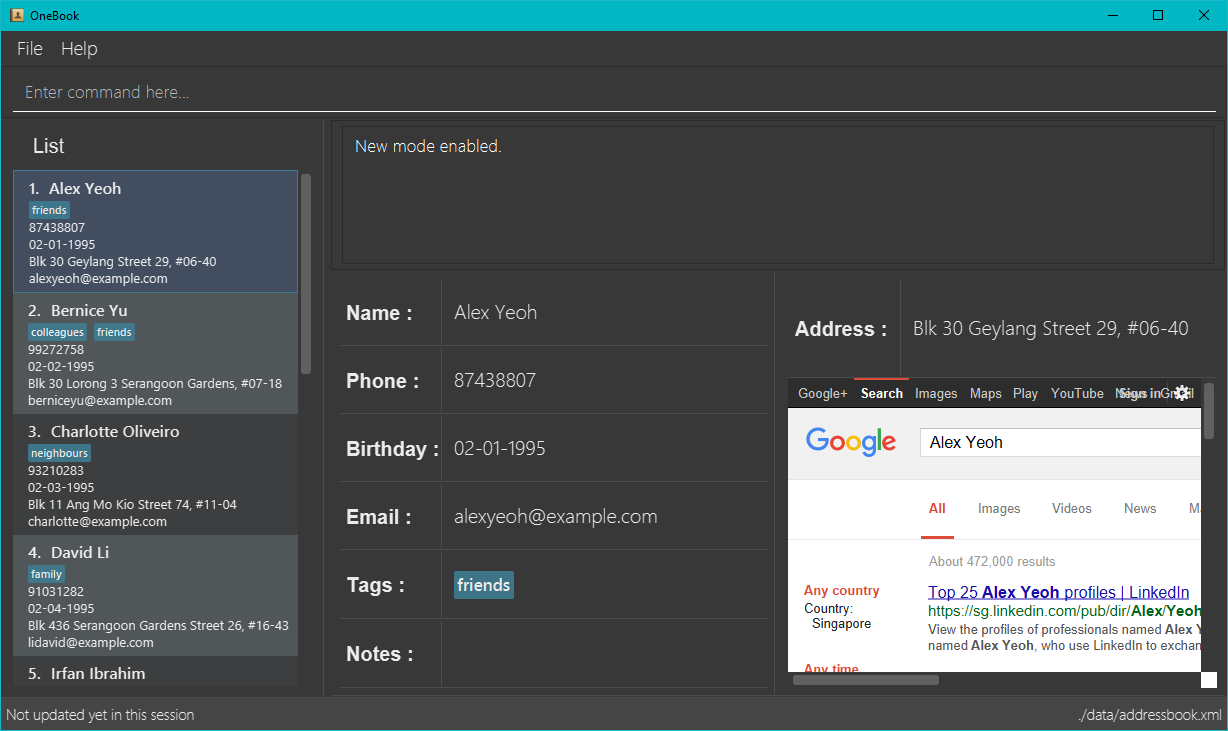 OneBook
File Help
Enter command here...
List
1. Alex Yeoh
friends
87438807
02-01-1995
Blk 30 Geylang Street 29, #06-40
alexyeoh@example.com
2. Bernice Yu
colleagues friends
99272758
02-02-1995
Blk 30 Lorong 3 Serangoon Gardens, #07-18
berniceyu@example.com
3. Charlotte Oliveiro
neighbours
93210283
02-03-1995
Blk 11 Ang Mo Kio Street 74, #11-04
charlotte@example.com
4. David Li
family
91031282
02-04-1995
Blk 436 Serangoon Gardens Street 26, #16-43
lidavid@example.com
5. Irfan Ibrahim
New mode enabled.
Name : Alex Yeoh
Phone : 87438807
Birthday : 02-01-1995
Email : alexyeoh@example.com
Tags : friends
Notes :
Address : Blk 30 Geylang Street 29, #06-40
Google+ Search Images Maps Play YouTube News Sign in Gmail
Google Alex Yeoh
All Images Videos News
About 472,000 results
Any country
Country:
Singapore
Any time
Top 25 Alex Yeoh profiles | LinkedIn
https://sg.linkedin.com/pub/dir/Alex/Yeoh
View the profiles of professionals named Alex Y
named Alex Yeoh, who use LinkedIn to exchan
Not updated yet in this session
./data/addressbook.xml